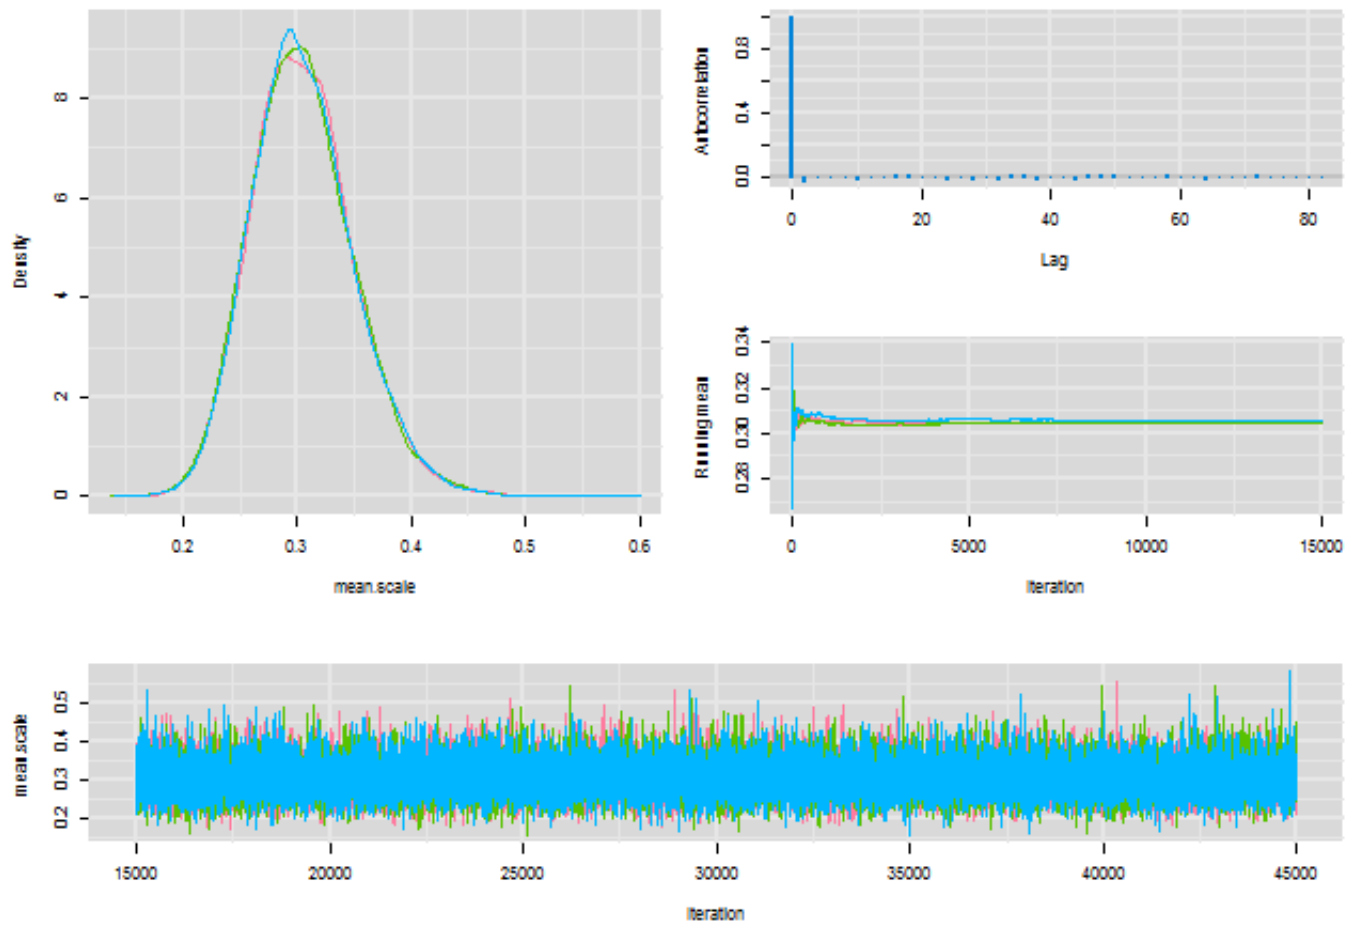 Density
8
6
4
2
0
0.2 0.3 0.4 0.5 0.6
mean.scale
Autocorrelation
0.8
0.4
0.0
0 20 40 60 80
Lag
Running mean
0.34
0.32
0.30
0.28
0 5000 10000 15000
Iteration
mean.scale
0.5
0.4
0.3
0.2
15000 20000 25000 30000 35000 40000 45000
Iteration